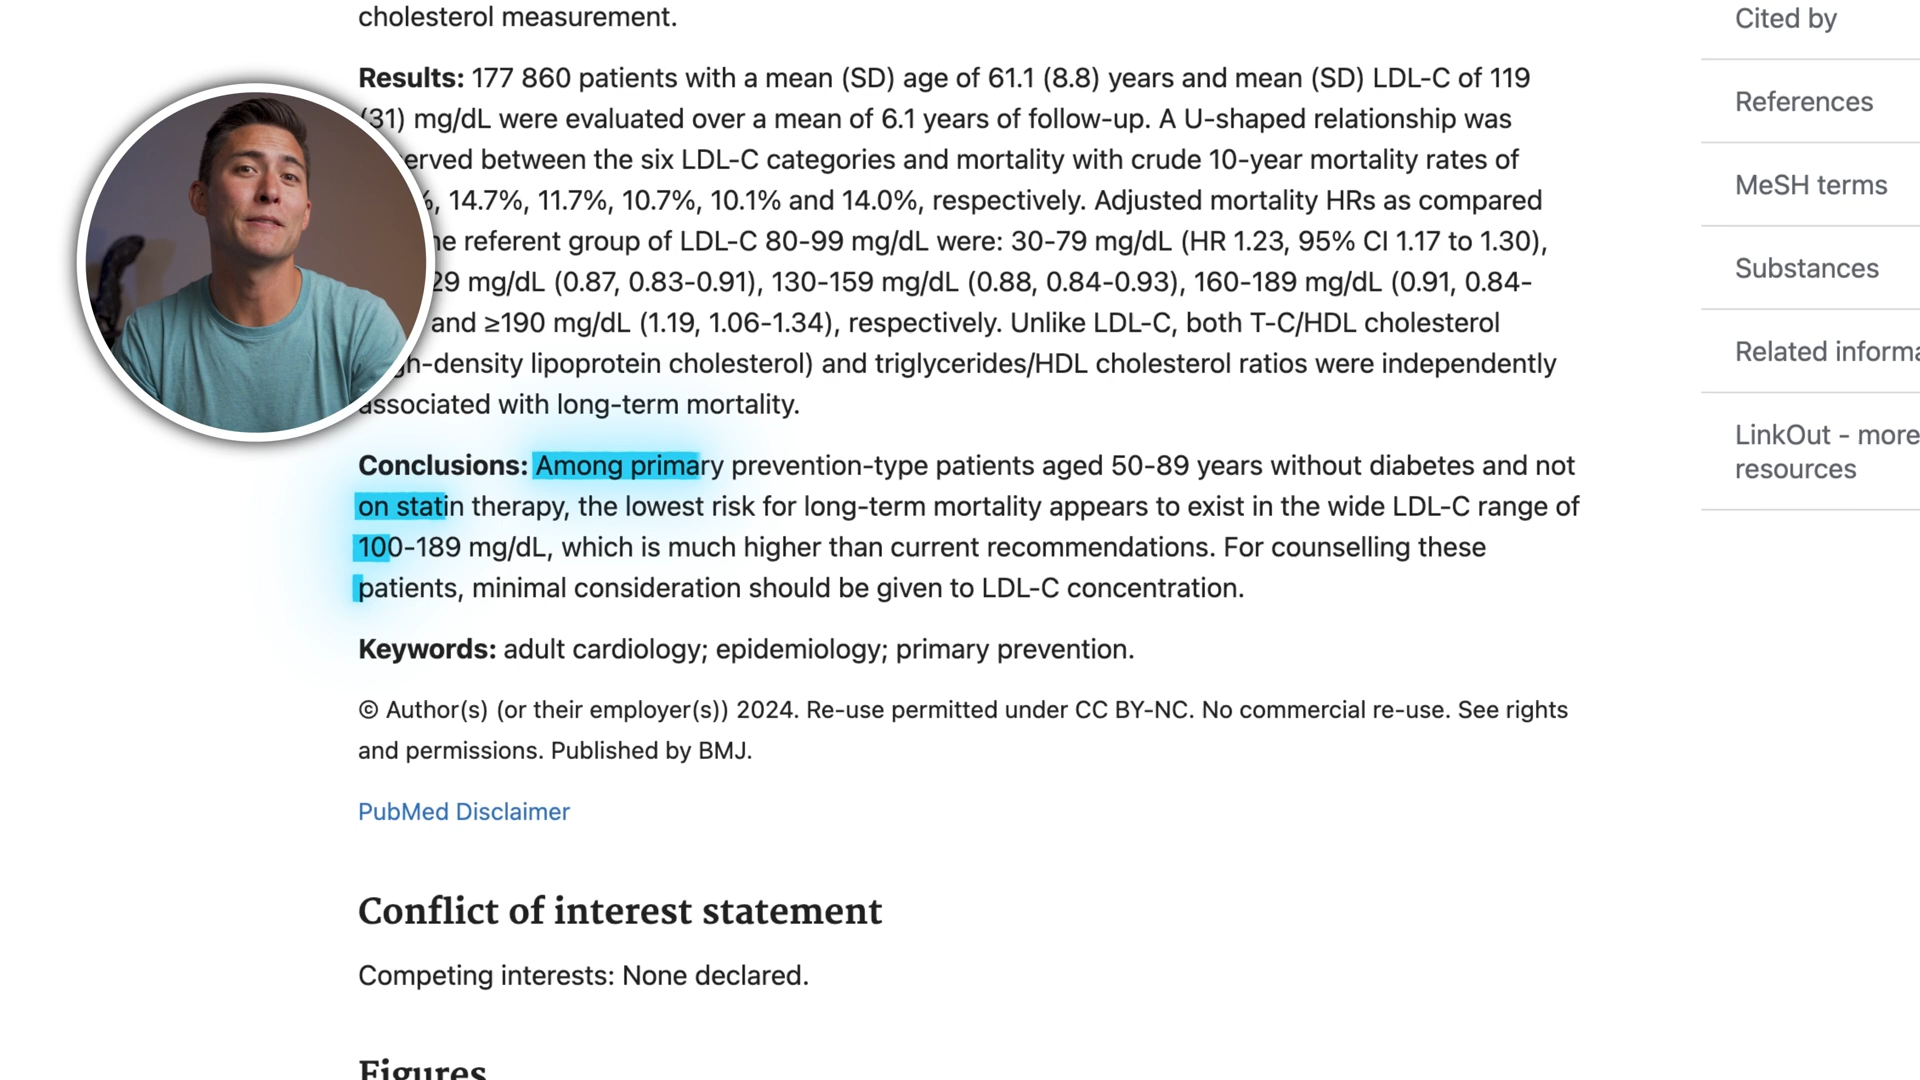 cholesterol measurement.
Results: 177 860 patients with a mean (SD) age of 61.1 (8.8) years and mean (SD) LDL-C of 119
(31) mg/dL were evaluated over a mean of 6.1 years of follow-up. A U-shaped relationship was
between the six LDL-C categories and mortality with crude 10-year mortality rates of
14.7%, 11.7%, 10.7%, 10.1% and 14.0%, respectively. Adjusted mortality HRs as compared
referent group of LDL-C 80-99 mg/dL were: 30-79 mg/dL (HR 1.23, 95% CI 1.17 to 1.30),
mg/dL (0.87, 0.83-0.91), 130-159 mg/dL (0.88, 0.84-0.93), 160-189 mg/dL (0.91, 0.84-
and ≥190 mg/dL (1.19, 1.06-1.34), respectively. Unlike LDL-C, both T-C/HDL cholesterol
lipoprotein cholesterol) and triglycerides/HDL cholesterol ratios were independently
associated with long-term mortality.
Conclusions: Among primary prevention-type patients aged 50-89 years without diabetes and not
on statin therapy, the lowest risk for long-term mortality appears to exist in the wide LDL-C range of
100-189 mg/dL, which is much higher than current recommendations. For counselling these
patients, minimal consideration should be given to LDL-C concentration.
Keywords: adult cardiology; epidemiology; primary prevention.
© Author(s) (or their employer(s)) 2024. Re-use permitted under CC BY-NC. No commercial re-use. See rights
and permissions. Published by BMJ.
PubMed Disclaimer
Conflict of interest statement
Competing interests: None declared.
Figures
Cited by
References
MeSH terms
Substances
Related
LinkOut - more
resources